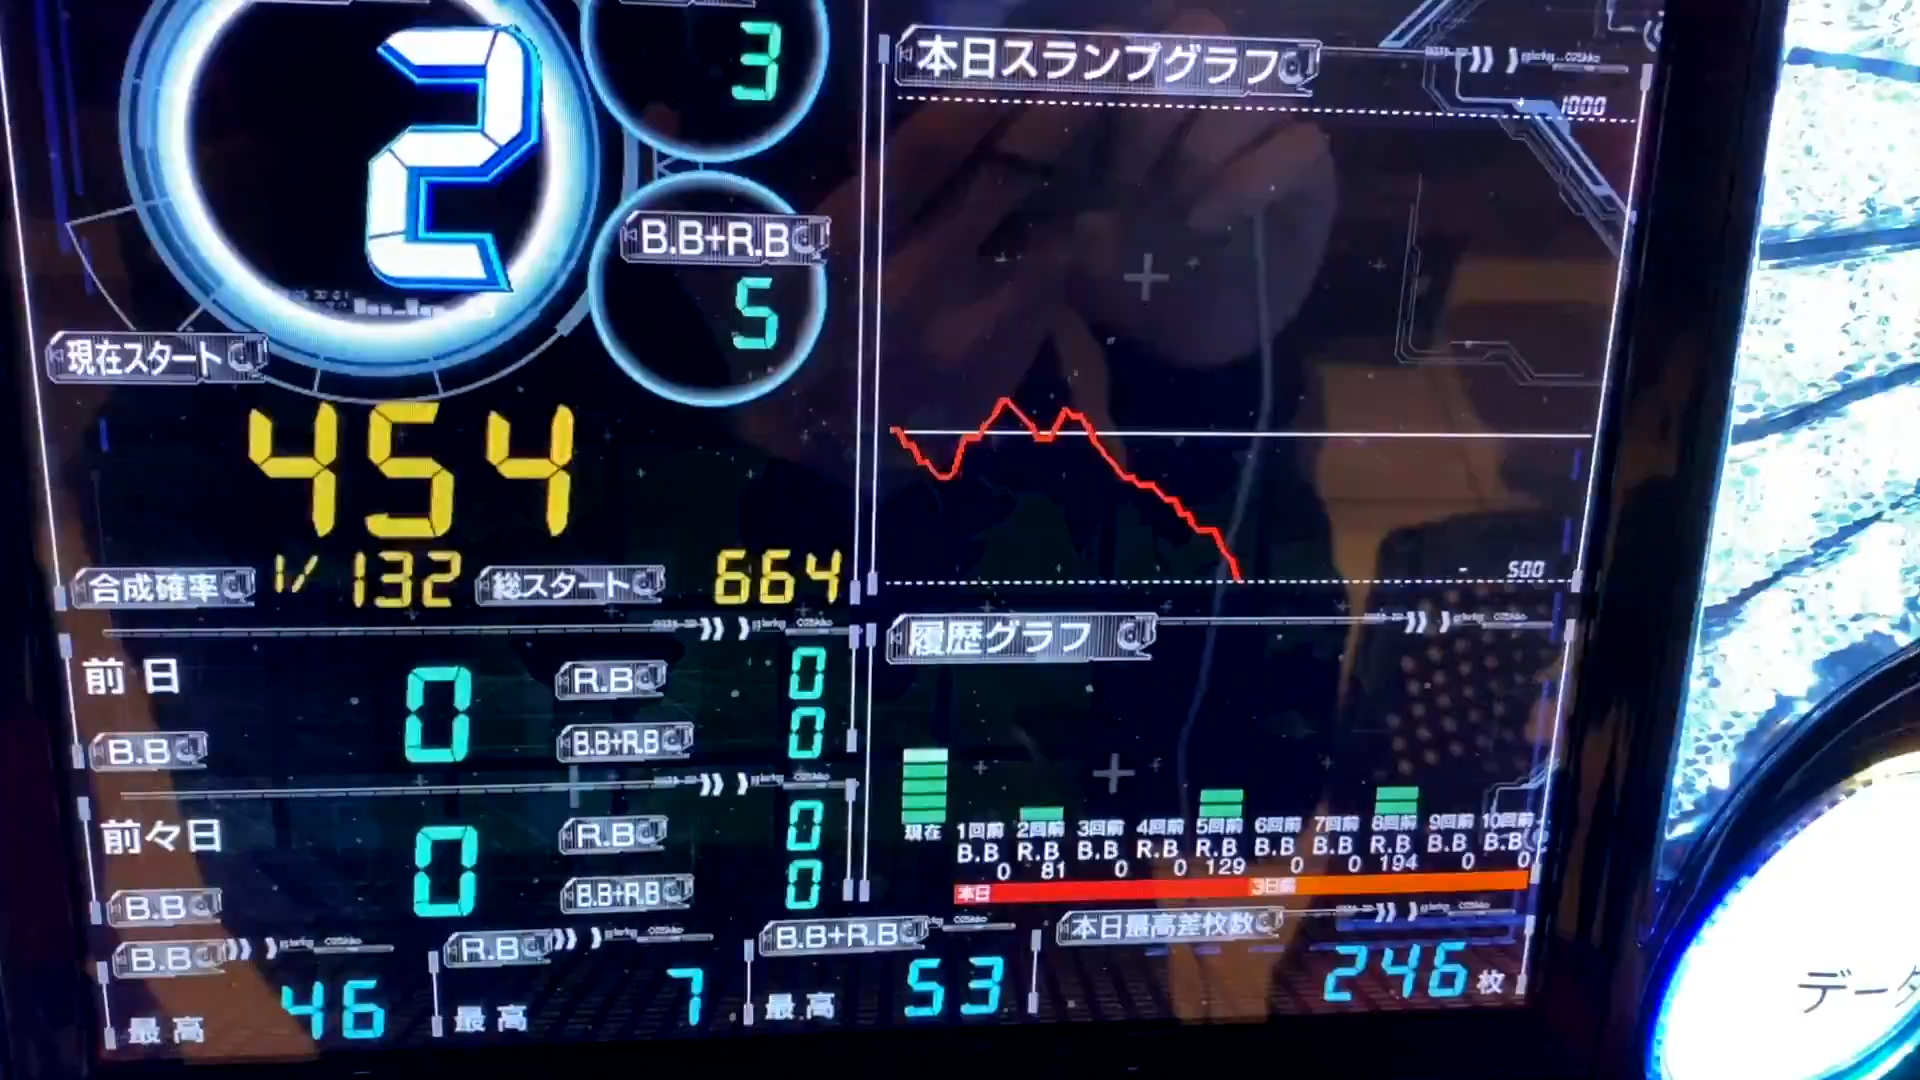 2
3
B.B+R.B
5
現在スタート
454
合成確率 1/132 総スタート 664
前日
B.B 0
R.B 0
B.B+R.B 0
前々日
B.B 0
R.B 0
B.B+R.B 0
B.B 最高 46
R.B 最高 7
B.B+R.B 最高 53
本日最高差枚数 246枚
本日スランプグラフ
1000
- 500
履歴グラフ
現在 1回前 2回前 3回前 4回前 5回前 6回前 7回前 8回前 9回前 10回前
B.B R.B B.B R.B R.B B.B B.B R.B B.B B.B
0 81 0 0 129 0 0 194 0 0
本日 3日前
データ